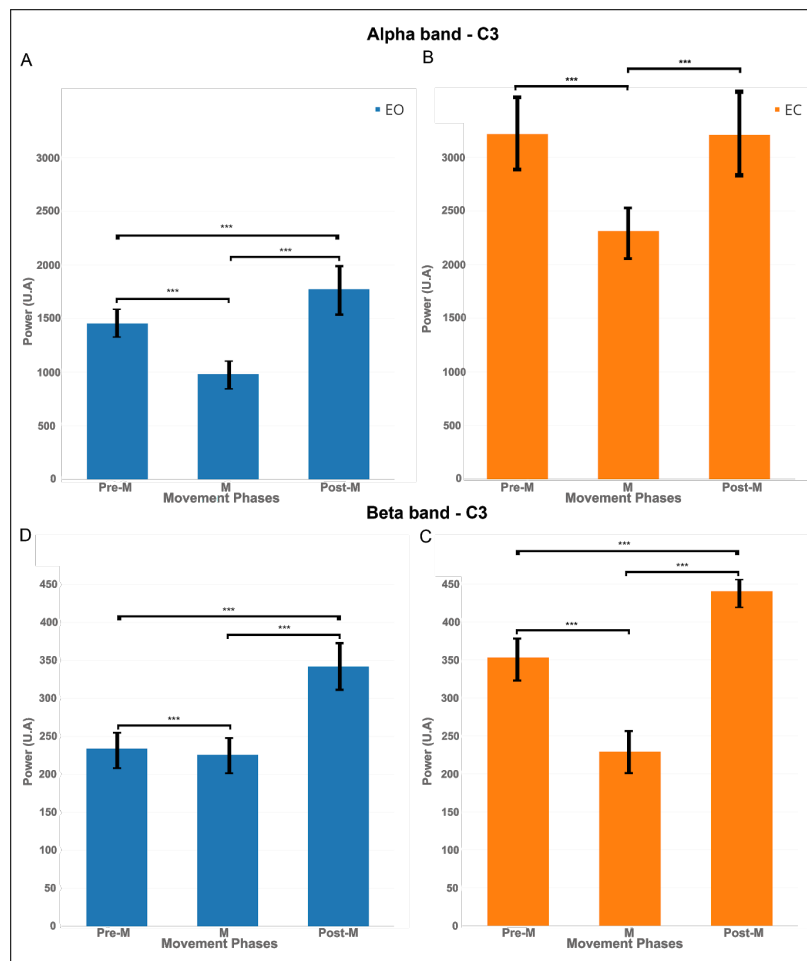 Alpha band - C3
A
EO
3000
2500
2000
1500
1000
500
0
Power (U.A)
***
***
***
Pre-M
M
Post-M
Movement Phases
B
EC
3000
2500
2000
1500
1000
500
0
Power (U.A)
***
***
Pre-M
M
Post-M
Movement Phases
Beta band - C3
D
450
400
350
300
250
200
150
100
50
0
Power (U.A)
***
***
***
Pre-M
M
Post-M
Movement Phases
C
450
400
350
300
250
200
150
100
50
0
Power (U.A)
***
***
***
Pre-M
M
Post-M
Movement Phases